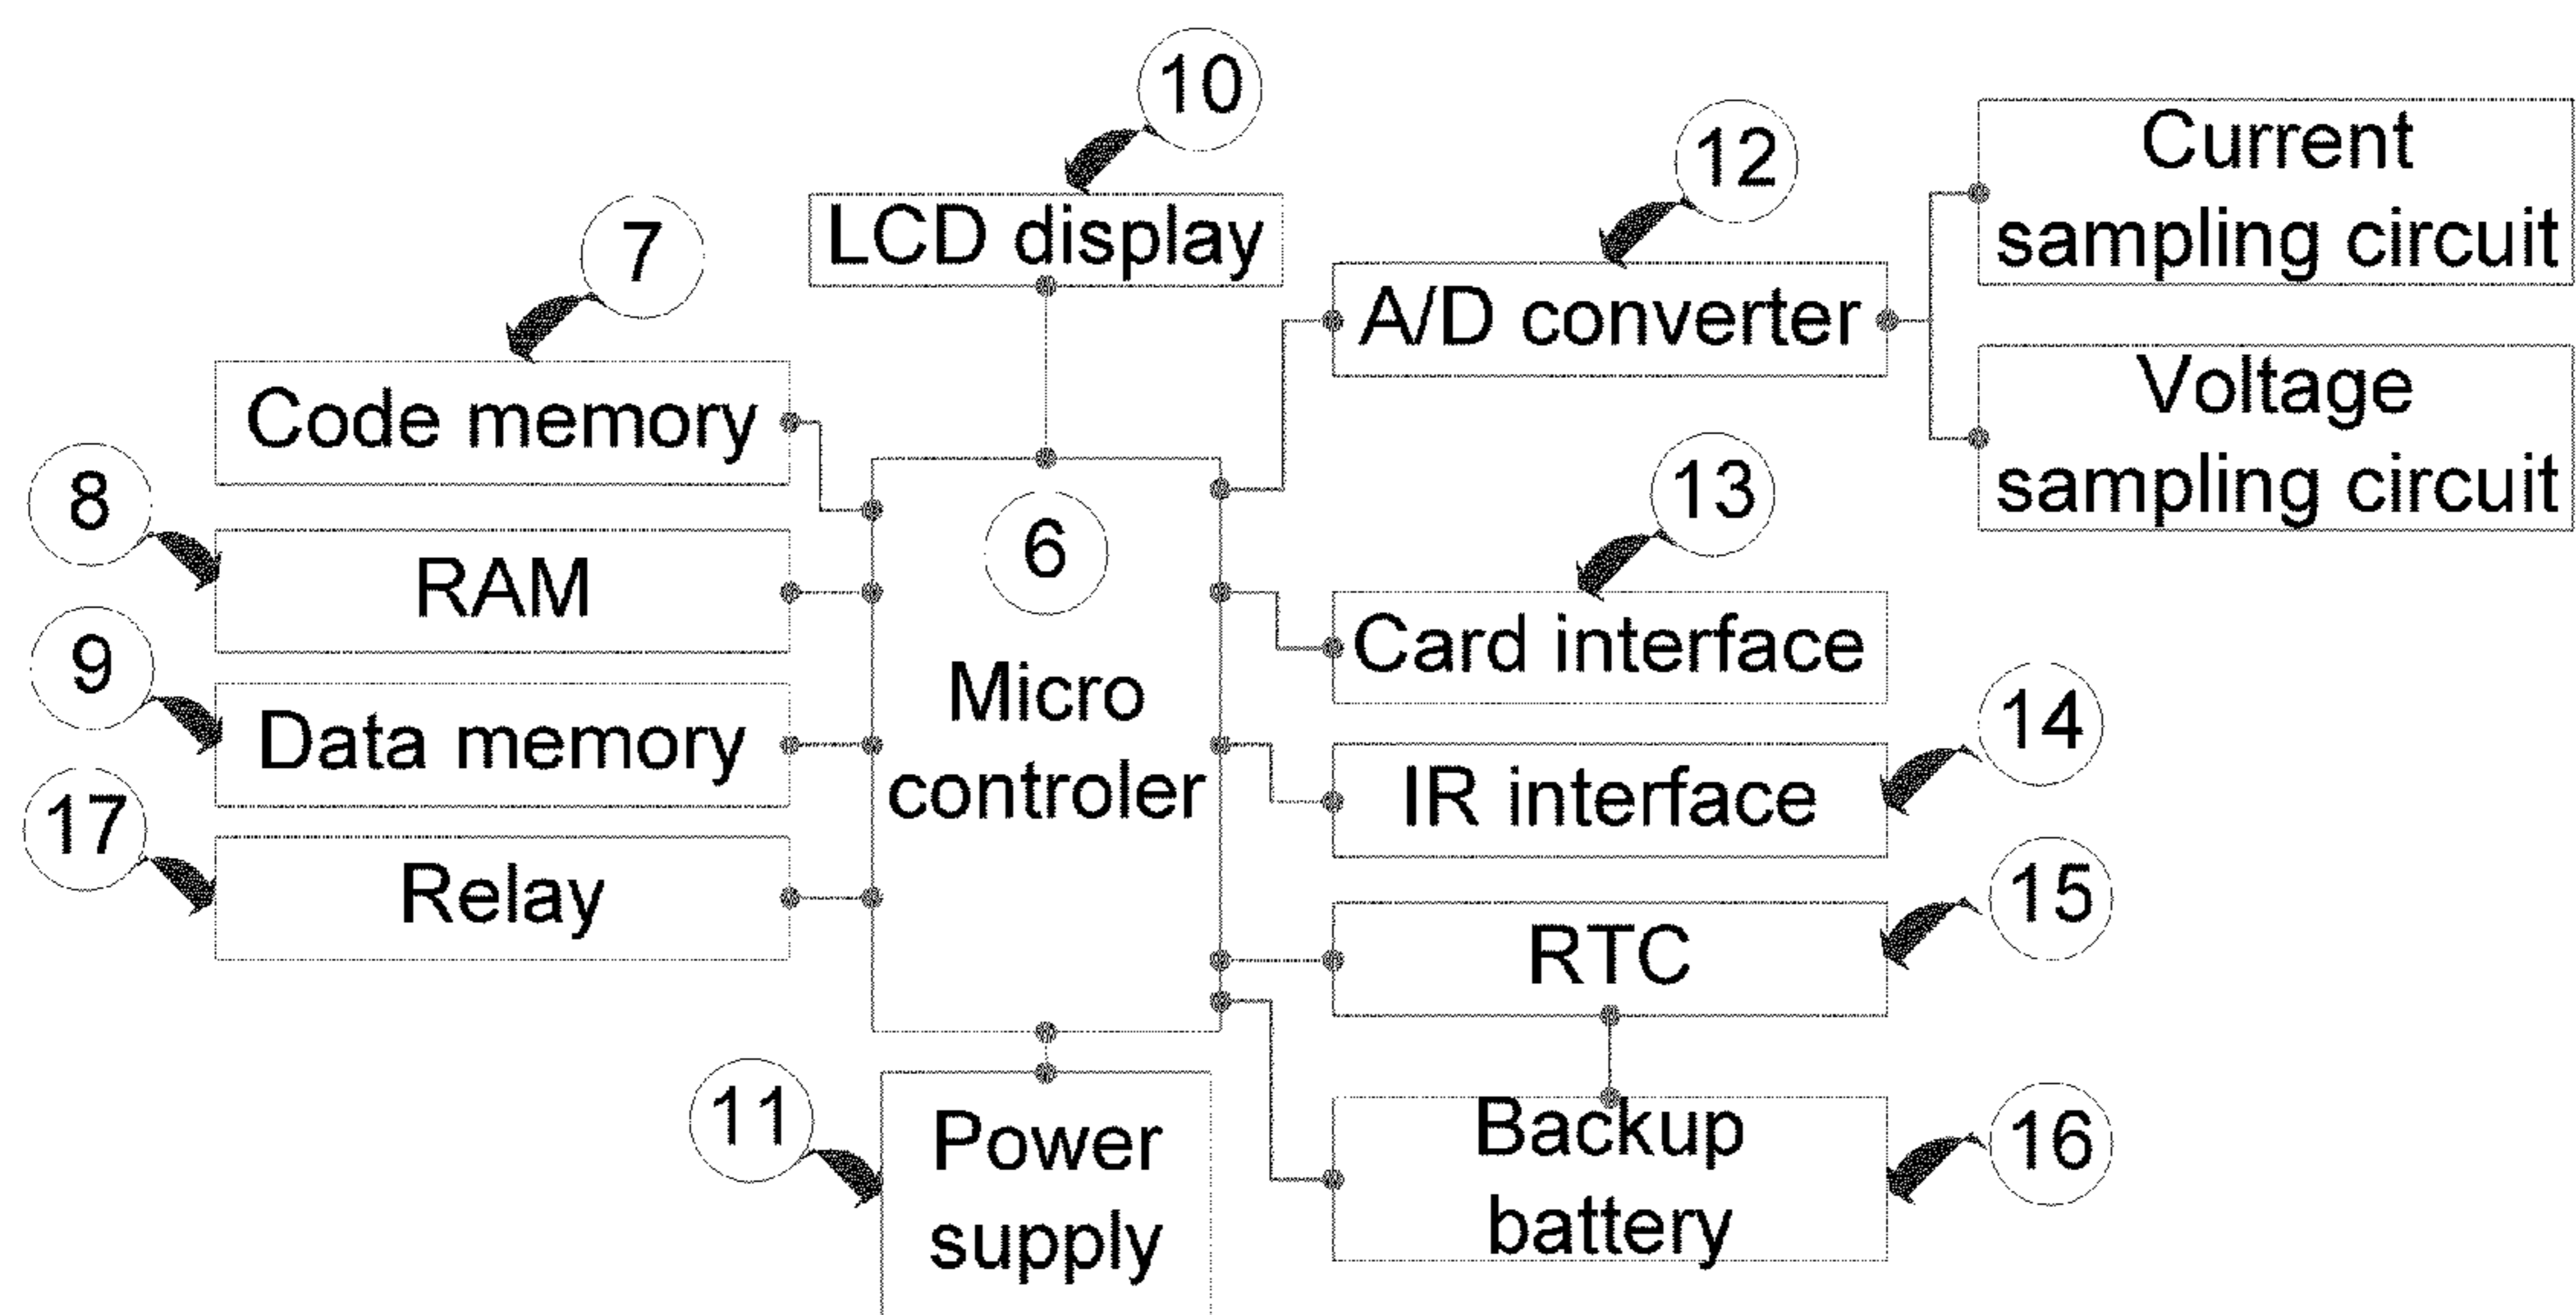 10
LCD display
12
A/D converter
Current
sampling circuit
Voltage
sampling circuit
7
Code memory
8
RAM
9
Data memory
17
Relay
6
Micro
controler
13
Card interface
14
IR interface
15
RTC
16
Backup
battery
11
Power
supply